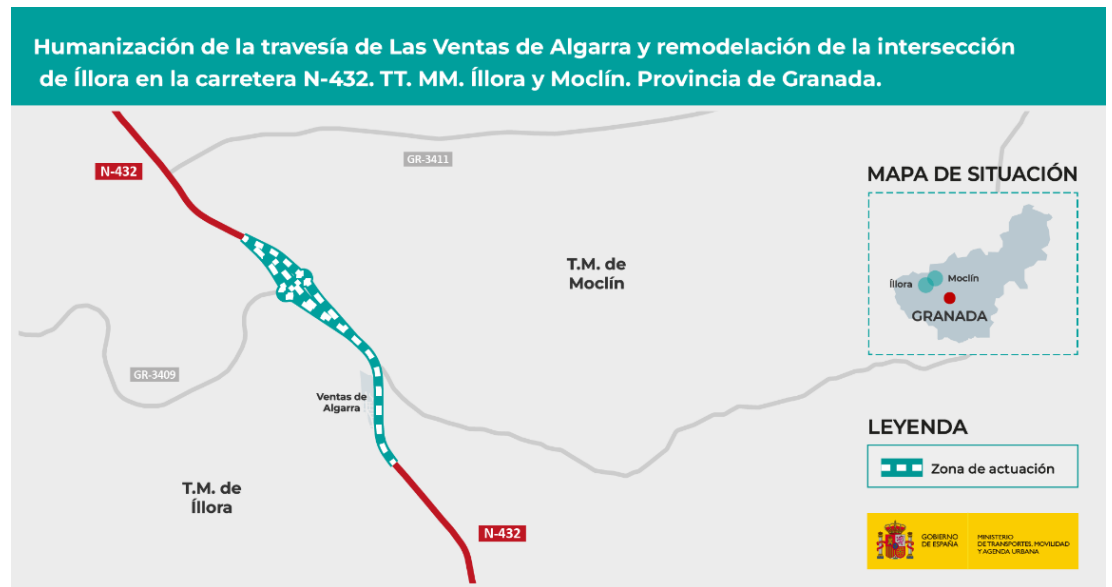 Humanización de la travesía de Las Ventas de Algarra y remodelación de la intersección
de Íllora en la carretera N-432. TT. MM. Íllora y Moclín. Provincia de Granada.
N-432
GR-3411
MAPA DE SITUACIÓN
Íllora
Moclín
GRANADA
T.M. de
Moclín
GR-3409
Ventas de
Algarra
T.M. de
Íllora
N-432
LEYENDA
Zona de actuación
GOBIERNO
DE ESPAÑA
MINISTERIO
DE TRANSPORTES, MOVILIDAD
Y AGENDA URBANA